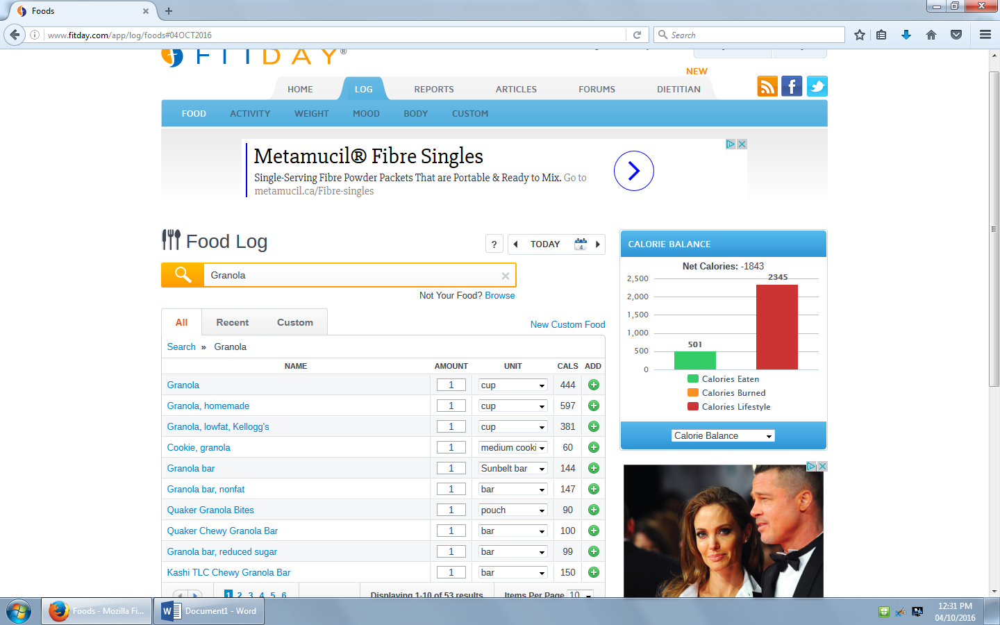 Foods
www.fitday.com/app/log/foods#04OCT2016
Search
FITDAY®
NEW
HOME LOG REPORTS ARTICLES FORUMS DIETITIAN
FOOD ACTIVITY WEIGHT MOOD BODY CUSTOM
Metamucil® Fibre Singles
Single-Serving Fibre Powder Packets That are Portable & Ready to Mix. Go to
metamucil.ca/Fibre-singles
Food Log
? TODAY 4
Granola
Not Your Food? Browse
All Recent Custom
New Custom Food
Search » Granola
NAME AMOUNT UNIT CALS ADD
Granola 1 cup 444
Granola, homemade 1 cup 597
Granola, lowfat, Kellogg's 1 cup 381
Cookie, granola 1 medium cooki 60
Granola bar 1 Sunbelt bar 144
Granola bar, nonfat 1 bar 147
Quaker Granola Bites 1 pouch 90
Quaker Chewy Granola Bar 1 bar 100
Granola bar, reduced sugar 1 bar 99
Kashi TLC Chewy Granola Bar 1 bar 150
1 2 3 4 5 6 Displaying 1-10 of 53 results Items Per Page 10
CALORIE BALANCE
Net Calories: -1843
2345
2,500
2,000
1,500
1,000
501
500
0
Calories Eaten
Calories Burned
Calories Lifestyle
Calorie Balance
Foods - Mozilla Fi...
Document1 - Word
12:31 PM
04/10/2016